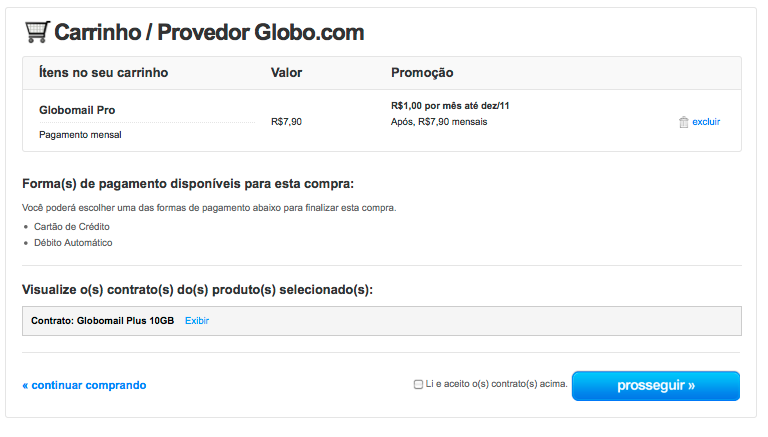 Carrinho / Provedor Globo.com
Ítens no seu carrinho Valor Promoção
Globomail Pro
Pagamento mensal
R$7,90
R$1,00 por mês até dez/11
Após, R$7,90 mensais
excluir
Forma(s) de pagamento disponíveis para esta compra:
Você poderá escolher uma das formas de pagamento abaixo para finalizar esta compra.
• Cartão de Crédito
• Débito Automático
Visualize o(s) contrato(s) do(s) produto(s) selecionado(s):
Contrato: Globomail Plus 10GB Exibir
« continuar comprando Li e aceito o(s) contrato(s) acima. prosseguir »